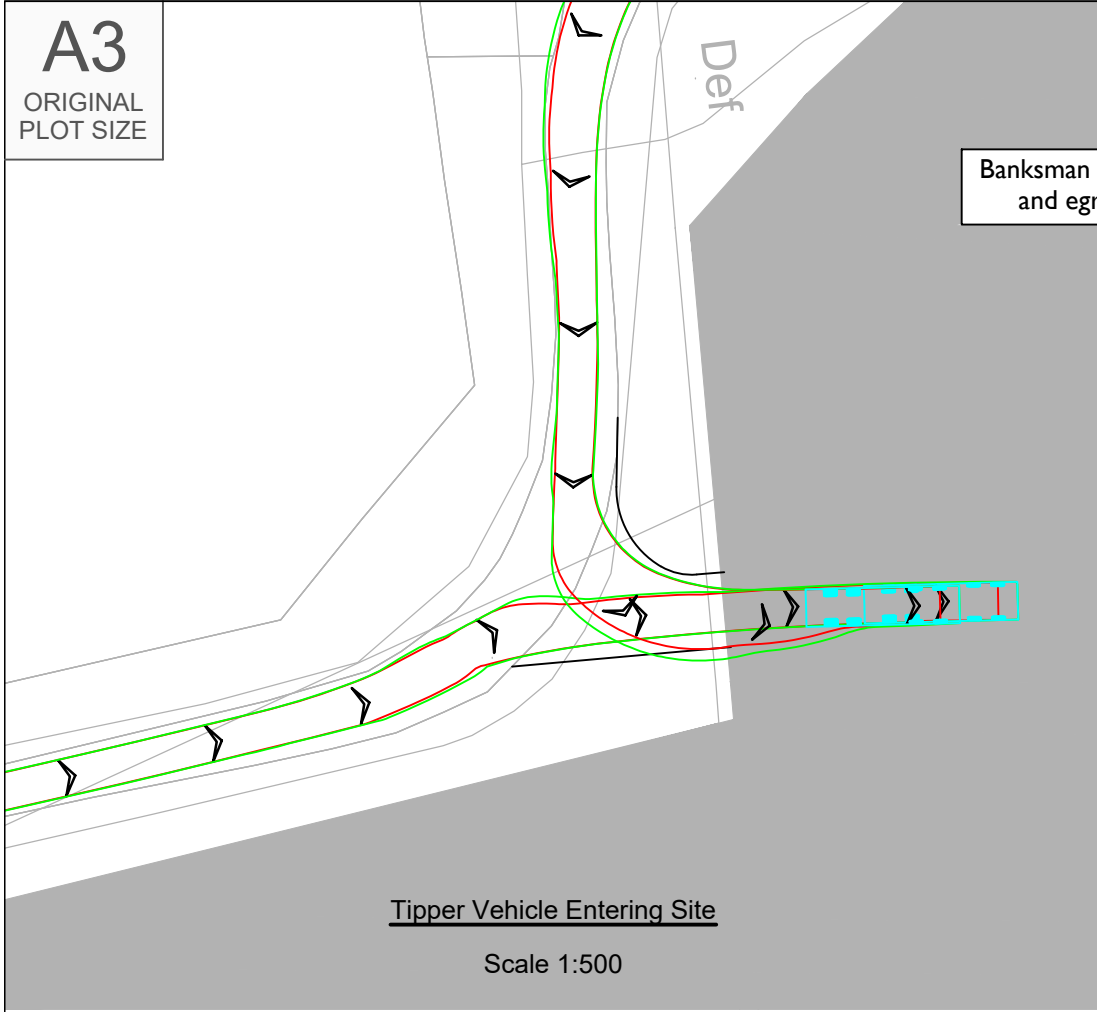 A3
ORIGINAL
PLOT SIZE
Def
Banksman
and egr
Tipper Vehicle Entering Site
Scale 1:500